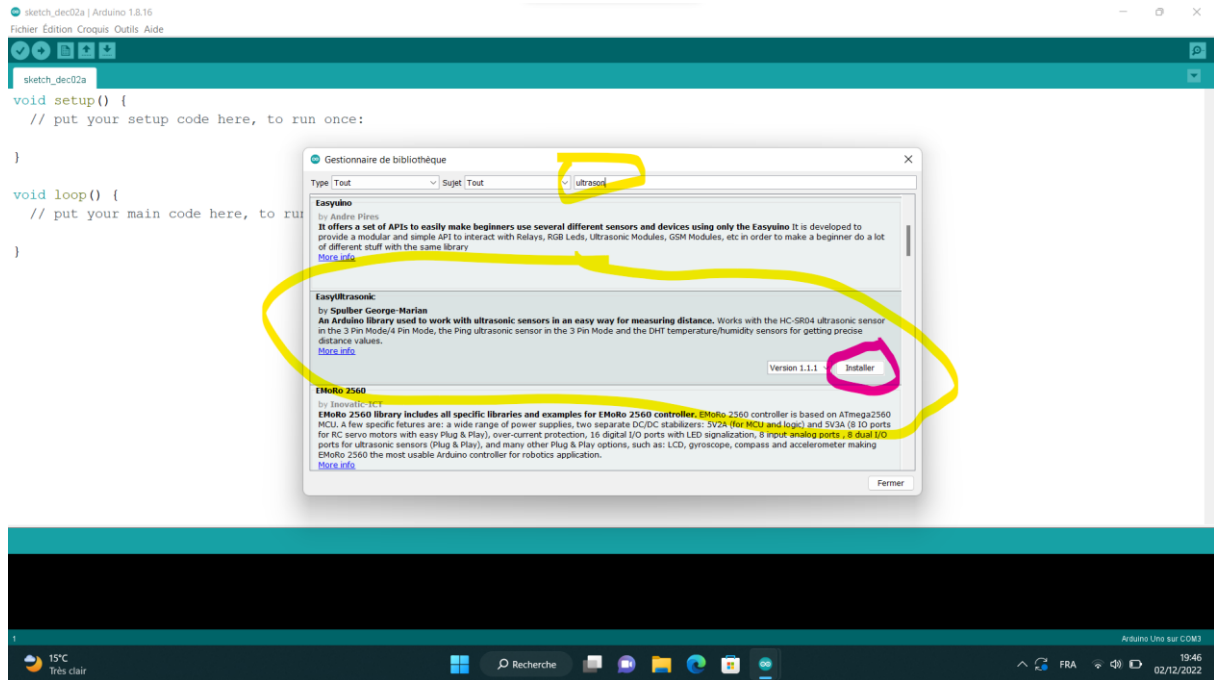 sketch_dec02a | Arduino 1.8.16
Fichier Édition Croquis Outils Aide
sketch_dec02a
void setup() {
// put your setup code here, to run once:
}
void loop() {
// put your main code here, to
}
Gestionnaire de bibliothèque
Type Tout Sujet Tout ultrason
Easyuino
by Andre Pires
It offers a set of APIs to easily make beginners use several different sensors and devices using only the Easyuino It is developed to
provide a modular and simple API to interact with Relays, RGB Leds, Ultrasonic Modules, GSM Modules, etc in order to make a beginner do a lot
of different stuff with the same library
More info
EasyUltrasonic
by Spulber George-Marian
An Arduino library used to work with ultrasonic sensors in an easy way for measuring distance. Works with the HC-SR04 ultrasonic sensor
in the 3 Pin Mode/4 Pin Mode, the Ping ultrasonic sensor in the 3 Pin Mode and the DHT temperature/humidity sensors for getting precise
distance values.
More info
Version 1.1.1 Installer
EMoRo 2560
by Inovatic-ICT
EMoRo 2560 library includes all specific libraries and examples for EMoRo 2560 controller. EMoRo 2560 controller is based on ATmega2560
MCU. A few specific fetures are: a wide range of power supplies, two separate DC/DC stabilizers: 5V2A (for MCU and logic) and 5V3A (8 IO ports
for RC servo motors with easy Plug & Play), over-current protection, 16 digital I/O ports with LED signalization, 8 input analog ports , 8 dual I/O
ports for ultrasonic sensors (Plug & Play), and many other Plug & Play options, such as: LCD, gyroscope, compass and accelerometer making
EMoRo 2560 the most usable Arduino controller for robotics application.
More info
Fermer
1
Arduino Uno sur COM3
15°C
Très clair
Recherche
FRA
19:46
02/12/2022